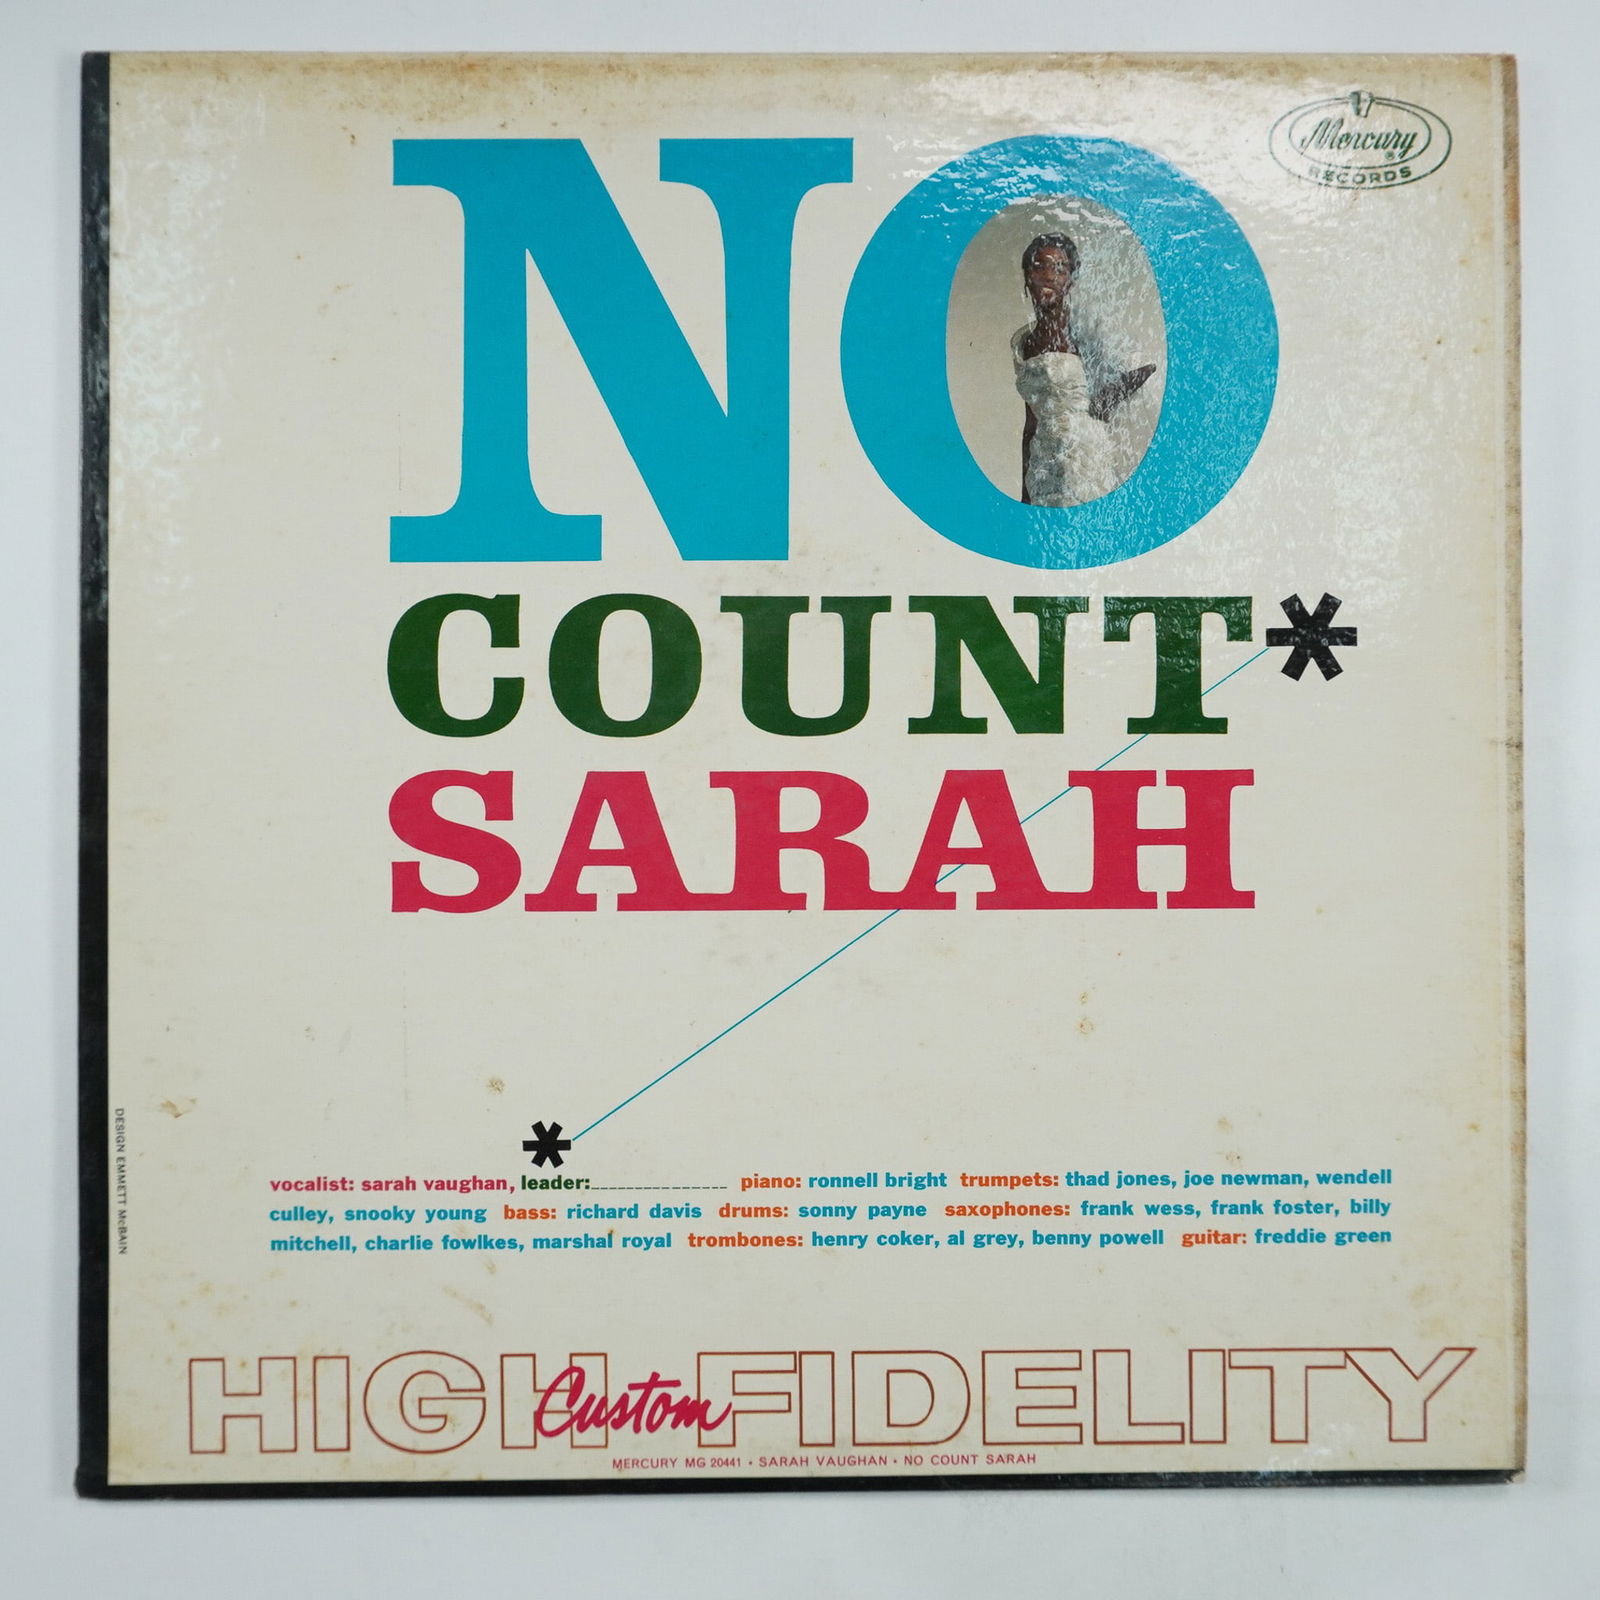 Mercury
®
RECORDS
NO
COUNT*
SARAH
*
vocalist: sarah vaughan, leader:_______________ piano: ronnell bright trumpets: thad jones, joe newman, wendell
culley, snooky young bass: richard davis drums: sonny payne saxophones: frank wess, frank foster, billy
mitchell, charlie fowlkes, marshal royal trombones: henry coker, al grey, benny powell guitar: freddie green
DESIGN EMMETT McBAIN
HIGH FIDELITY
Custom
MERCURY MG 20441 • SARAH VAUGHAN • NO COUNT SARAH